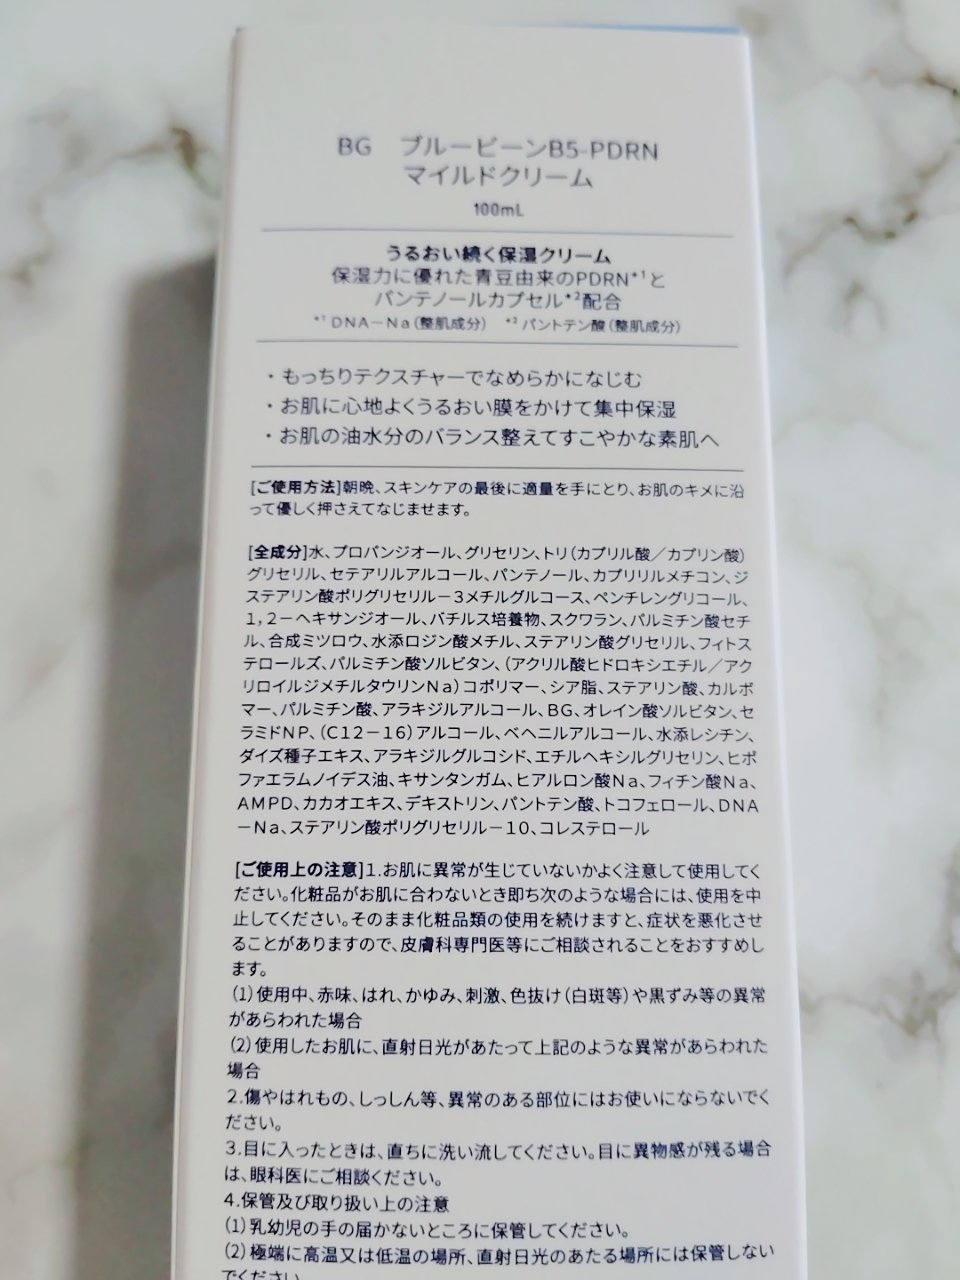 BG ブルービーンB5-PDRN
マイルドクリーム
100mL
うるおい続く保湿クリーム
保湿力に優れた青豆由来のPDRN*1と
パンテノールカプセル*2配合
*1 DNA-Na(整肌成分) *2 パントテン酸(整肌成分)
・もっちりテクスチャーでなめらかになじむ
・お肌に心地よくうるおい膜をかけて集中保湿
・お肌の油水分のバランス整えてすこやかな素肌へ
[ご使用方法]朝晩、スキンケアの最後に適量を手にとり、お肌のキメに沿
って優しく押さえてなじませます。
[全成分]水、プロパンジオール、グリセリン、トリ(カプリル酸/カプリン酸)
グリセリル、セテアリルアルコール、パンテノール、カプリリルメチコン、ジ
ステアリン酸ポリグリセリル-3メチルグルコース、ペンチレングリコール、
1,2-ヘキサンジオール、バチルス培養物、スクワラン、パルミチン酸セチ
ル、合成ミツロウ、水添ロジン酸メチル、ステアリン酸グリセリル、フィトス
テロールズ、パルミチン酸ソルビタン、(アクリル酸ヒドロキシエチル/アク
リロイルジメチルタウリンNa)コポリマー、シア脂、ステアリン酸、カルボ
マー、パルミチン酸、アラキジルアルコール、BG、オレイン酸ソルビタン、セ
ラミドNP、(C12-16)アルコール、ベヘニルアルコール、水添レシチン、
ダイズ種子エキス、アラキジルグルコシド、エチルヘキシルグリセリン、ヒポ
ファエラムノイデス油、キサンタンガム、ヒアルロン酸Na、フィチン酸Na、
AMPD、カカオエキス、デキストリン、パントテン酸、トコフェロール、DNA
-Na、ステアリン酸ポリグリセリル-10、コレステロール
[ご使用上の注意]1.お肌に異常が生じていないかよく注意して使用してく
ださい。化粧品がお肌に合わないとき即ち次のような場合には、使用を中
止してください。そのまま化粧品類の使用を続けますと、症状を悪化させ
ることがありますので、皮膚科専門医等にご相談されることをおすすめし
ます。
(1)使用中、赤味、はれ、かゆみ、刺激、色抜け(白斑等)や黒ずみ等の異常
があらわれた場合
(2)使用したお肌に、直射日光があたって上記のような異常があらわれた
場合
2.傷やはれもの、しっしん等、異常のある部位にはお使いにならないでく
ださい。
3.目に入ったときは、直ちに洗い流してください。目に異物感が残る場合
は、眼科医にご相談ください。
4.保管及び取り扱い上の注意
(1)乳幼児の手の届かないところに保管してください。
(2)極端に高温又は低温の場所、直射日光のあたる場所には保管しない
でください。